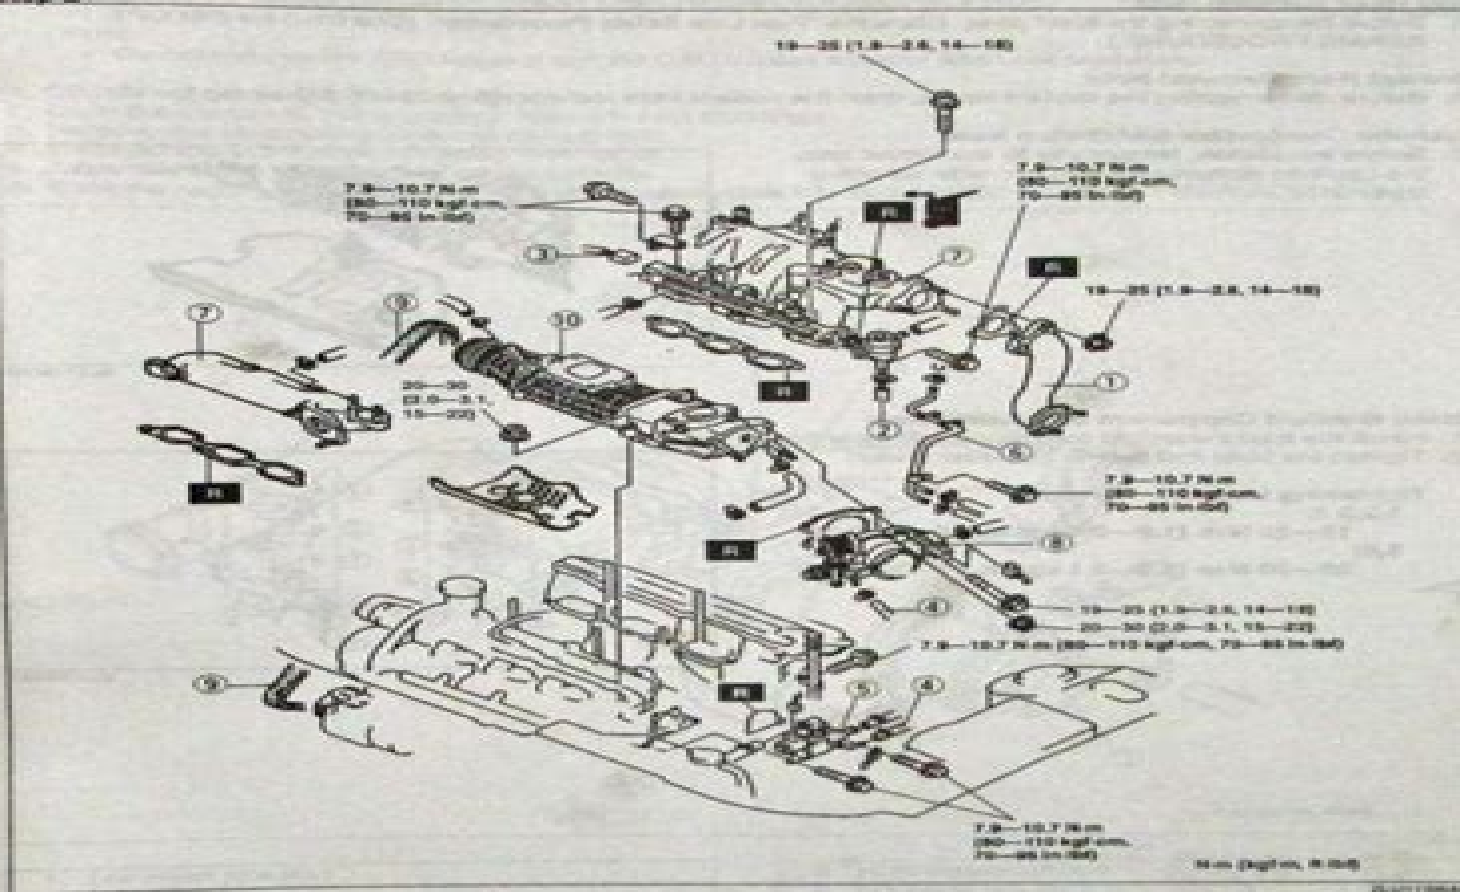 19—25 (1.9—2.6, 14—18)
7.9—10.7 N·m
(80—110 kgf·cm,
70—95 in·lbf)
7.9—10.7 N·m
(80—110 kgf·cm,
70—95 in·lbf)
R
3
7
R
19—25 (1.9—2.6, 14—18)
7
9
10
20—30
(2.0—3.1,
15—22)
R
1
2
6
R
7.9—10.7 N·m
(80—110 kgf·cm,
70—95 in·lbf)
R
8
4
19—25 (1.9—2.6, 14—18)
20—30 (2.0—3.1, 15—22)
7.9—10.7 N·m (80—110 kgf·cm, 70—95 in·lbf)
9
R
5
4
7.9—10.7 N·m
(80—110 kgf·cm,
70—95 in·lbf)
N·m (kgf·m, ft·lbf)